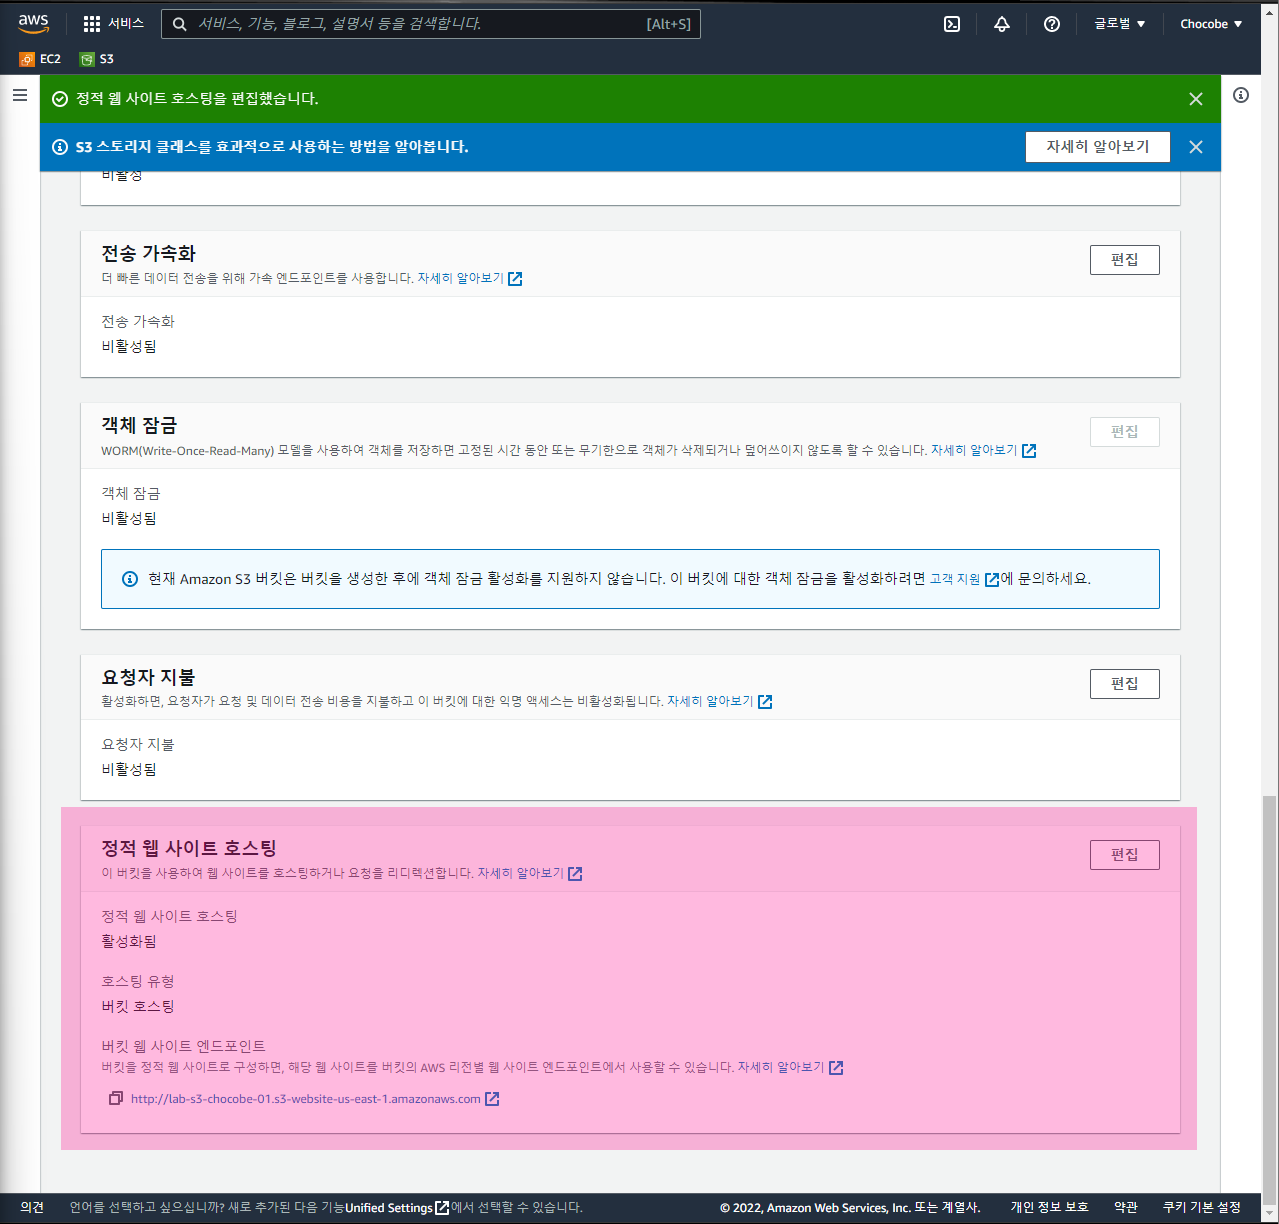 aws
서비스
서비스, 기능, 블로그, 설명서 등을 검색합니다.
[Alt+S]
글로벌
Chocobe
EC2
S3
정적 웹 사이트 호스팅을 편집했습니다.
S3 스토리지 클래스를 효과적으로 사용하는 방법을 알아봅니다.
자세히 알아보기
비활성
전송 가속화
편집
더 빠른 데이터 전송을 위해 가속 엔드포인트를 사용합니다. 자세히 알아보기
전송 가속화
비활성됨
객체 잠금
편집
WORM(Write-Once-Read-Many) 모델을 사용하여 객체를 저장하면 고정된 시간 동안 또는 무기한으로 객체가 삭제되거나 덮어쓰이지 않도록 할 수 있습니다. 자세히 알아보기
객체 잠금
비활성됨
현재 Amazon S3 버킷은 버킷을 생성한 후에 객체 잠금 활성화를 지원하지 않습니다. 이 버킷에 대한 객체 잠금을 활성화하려면 고객 지원에 문의하세요.
요청자 지불
편집
활성화하면, 요청자가 요청 및 데이터 전송 비용을 지불하고 이 버킷에 대한 익명 액세스는 비활성화됩니다. 자세히 알아보기
요청자 지불
비활성됨
정적 웹 사이트 호스팅
편집
이 버킷을 사용하여 웹 사이트를 호스팅하거나 요청을 리디렉션합니다. 자세히 알아보기
정적 웹 사이트 호스팅
활성화됨
호스팅 유형
버킷 호스팅
버킷 웹 사이트 엔드포인트
버킷을 정적 웹 사이트로 구성하면, 해당 웹 사이트를 버킷의 AWS 리전별 웹 사이트 엔드포인트에서 사용할 수 있습니다. 자세히 알아보기
http://lab-s3-chocobe-01.s3-website-us-east-1.amazonaws.com
의견
언어를 선택하고 싶으십니까? 새로 추가된 다음 기능Unified Settings에서 선택할 수 있습니다.
© 2022, Amazon Web Services, Inc. 또는 계열사.
개인 정보 보호
약관
쿠키 기본 설정